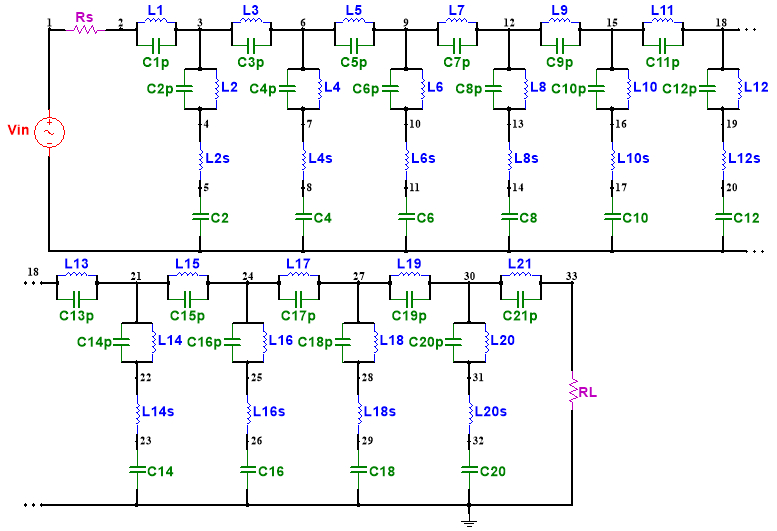 L1 L3 L5 L7 L9 L11
1 Rs 2 3 6 9 12 15 18
C1p C3p C5p C7p C9p C11p
C2p L2 C4p L4 C6p L6 C8p L8 C10p L10 C12p L12
Vin 4 7 10 13 16 19
L2s L4s L6s L8s L10s L12s
5 8 11 14 17 20
C2 C4 C6 C8 C10 C12
L13 L15 L17 L19 L21
18 21 24 27 30 33
C13p C15p C17p C19p C21p
C14p L14 C16p L16 C18p L18 C20p L20
22 25 28 31
RL
L14s L16s L18s L20s
23 26 29 32
C14 C16 C18 C20